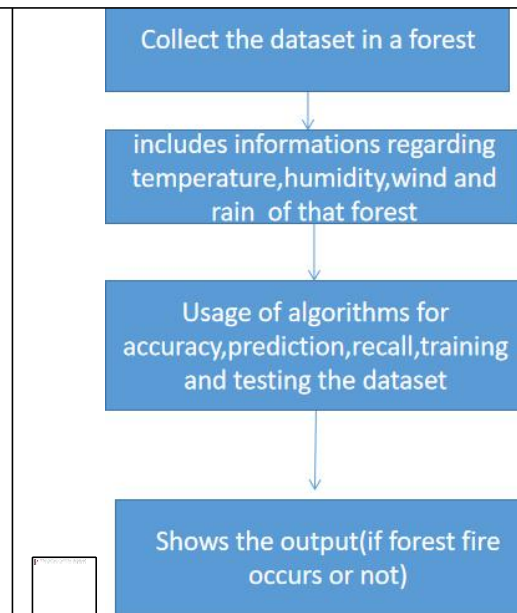 Collect the dataset in a forest
includes informations regarding
temperature,humidity,wind and
rain of that forest
Usage of algorithms for
accuracy,prediction,recall,training
and testing the dataset
Shows the output(if forest fire
occurs or not)